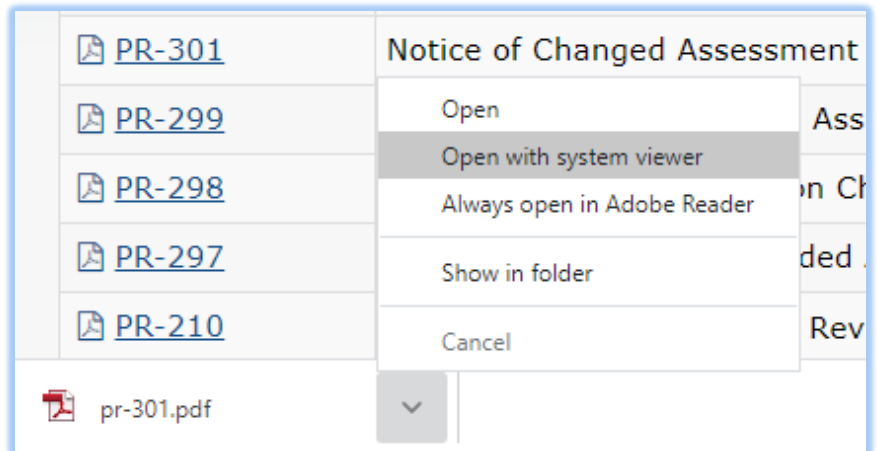 PR-301 Notice of Changed Assessment
PR-299 Ass
PR-298 on Ch
PR-297 ded
PR-210 Rev
Open
Open with system viewer
Always open in Adobe Reader
Show in folder
Cancel
pr-301.pdf